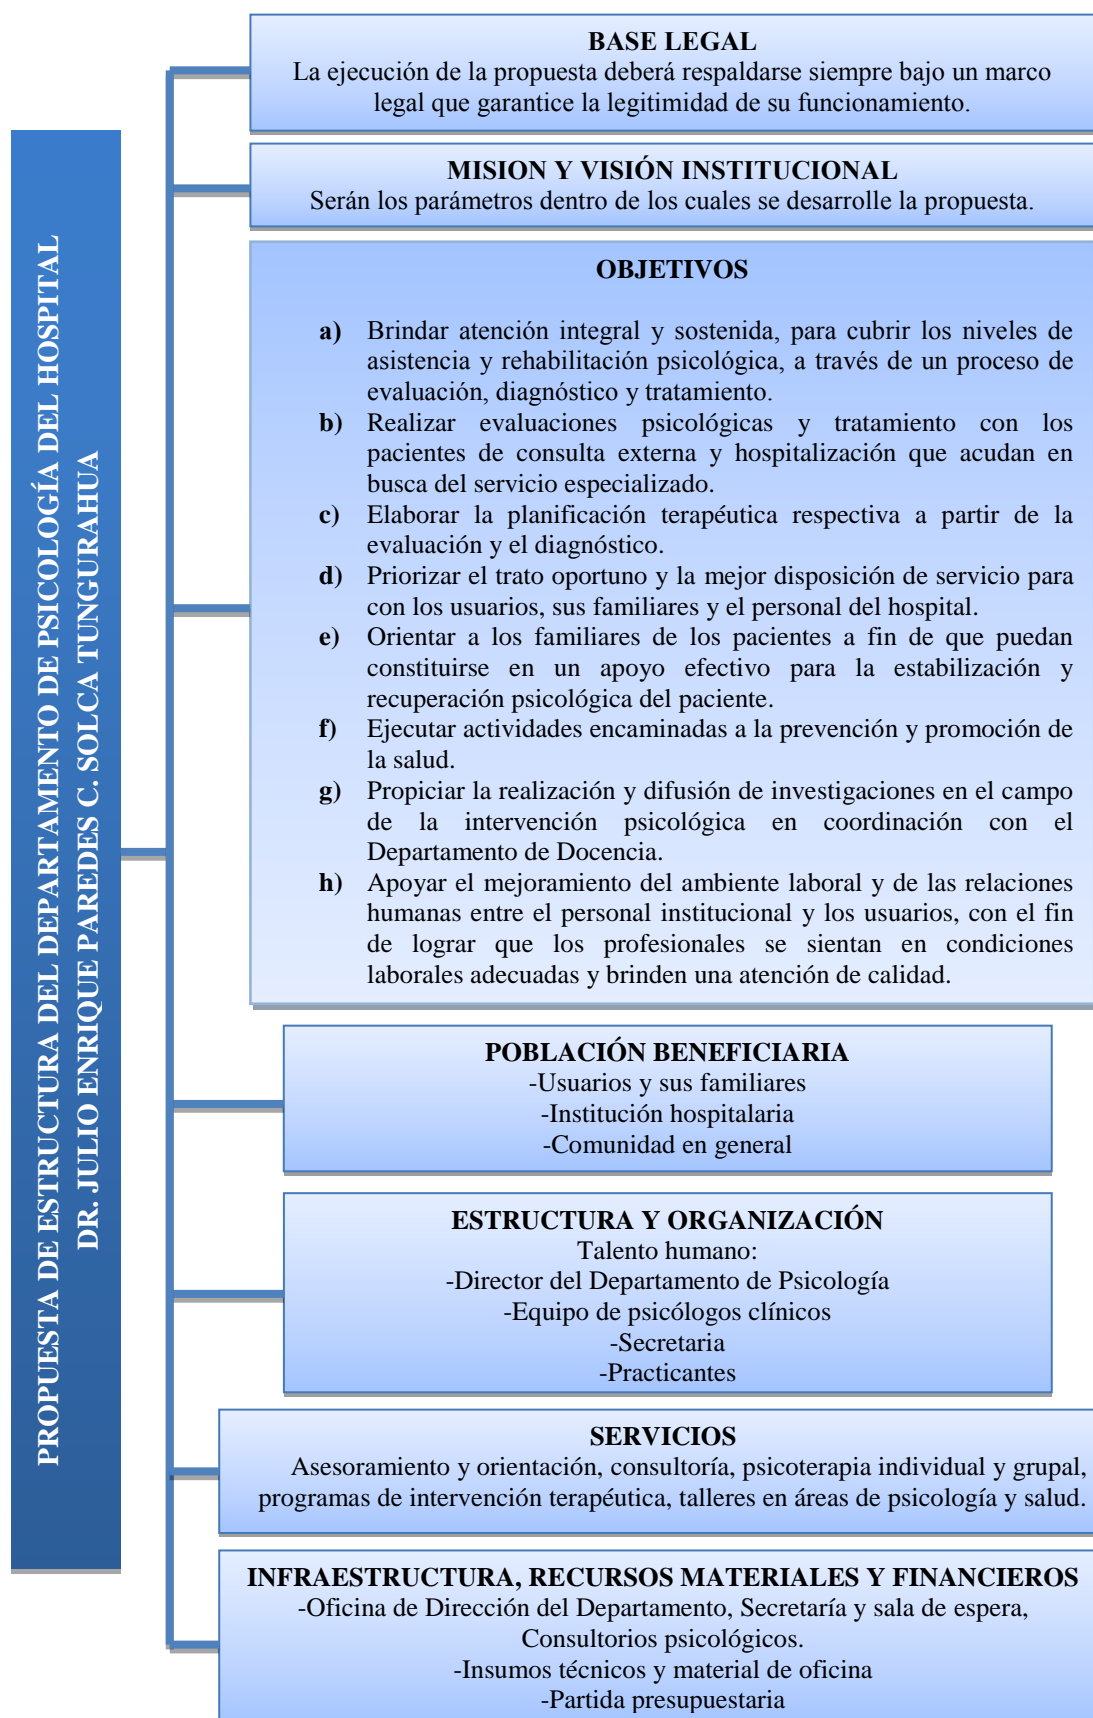 PROPUESTA DE ESTRUCTURA DEL DEPARTAMENTO DE PSICOLOGÍA DEL HOSPITAL
DR. JULIO ENRIQUE PAREDES C. SOLCA TUNGURAHUA
BASE LEGAL
La ejecución de la propuesta deberá respaldarse siempre bajo un marco
legal que garantice la legitimidad de su funcionamiento.
MISION Y VISIÓN INSTITUCIONAL
Serán los parámetros dentro de los cuales se desarrolle la propuesta.
OBJETIVOS
a) Brindar atención integral y sostenida, para cubrir los niveles de
asistencia y rehabilitación psicológica, a través de un proceso de
evaluación, diagnóstico y tratamiento.
b) Realizar evaluaciones psicológicas y tratamiento con los
pacientes de consulta externa y hospitalización que acudan en
busca del servicio especializado.
c) Elaborar la planificación terapéutica respectiva a partir de la
evaluación y el diagnóstico.
d) Priorizar el trato oportuno y la mejor disposición de servicio para
con los usuarios, sus familiares y el personal del hospital.
e) Orientar a los familiares de los pacientes a fin de que puedan
constituirse en un apoyo efectivo para la estabilización y
recuperación psicológica del paciente.
f) Ejecutar actividades encaminadas a la prevención y promoción de
la salud.
g) Propiciar la realización y difusión de investigaciones en el campo
de la intervención psicológica en coordinación con el
Departamento de Docencia.
h) Apoyar el mejoramiento del ambiente laboral y de las relaciones
humanas entre el personal institucional y los usuarios, con el fin
de lograr que los profesionales se sientan en condiciones
laborales adecuadas y brinden una atención de calidad.
POBLACIÓN BENEFICIARIA
-Usuarios y sus familiares
-Institución hospitalaria
-Comunidad en general
ESTRUCTURA Y ORGANIZACIÓN
Talento humano:
-Director del Departamento de Psicología
-Equipo de psicólogos clínicos
-Secretaria
-Practicantes
SERVICIOS
Asesoramiento y orientación, consultoría, psicoterapia individual y grupal,
programas de intervención terapéutica, talleres en áreas de psicología y salud.
INFRAESTRUCTURA, RECURSOS MATERIALES Y FINANCIEROS
-Oficina de Dirección del Departamento, Secretaría y sala de espera,
Consultorios psicológicos.
-Insumos técnicos y material de oficina
-Partida presupuestaria